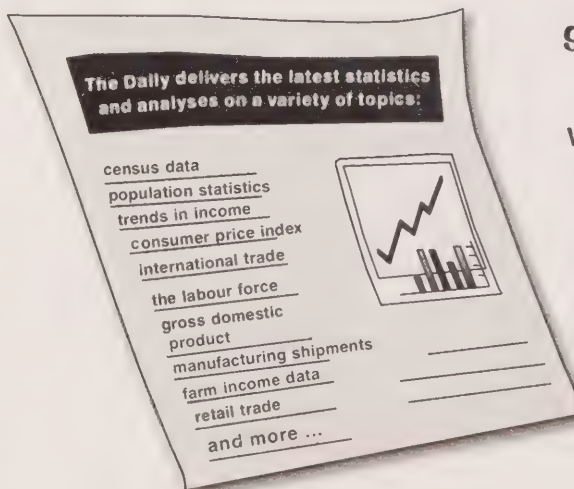 The Daily delivers the latest statistics
and analyses on a variety of topics:
census data
population statistics
trends in income
consumer price index
international trade
the labour force
gross domestic
product
manufacturing shipments
farm income data
retail trade
and more ...